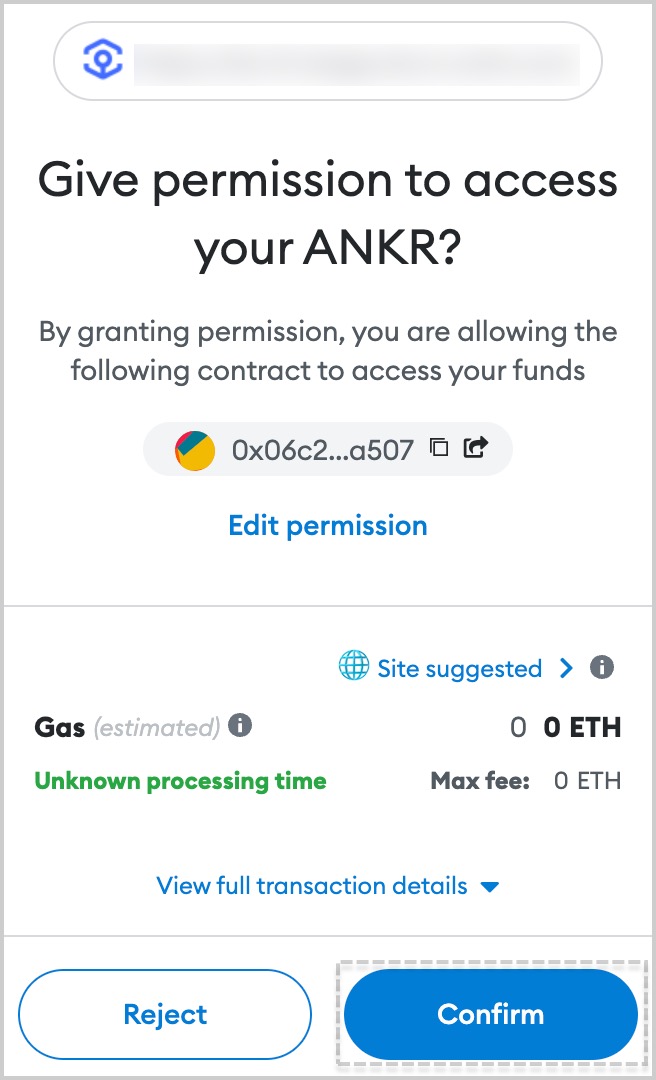 Give permission to access
your ANKR?
By granting permission, you are allowing the
following contract to access your funds
0x06c2...a507
Edit permission
Site suggested
Gas (estimated) 0 0 ETH
Unknown processing time Max fee: 0 ETH
View full transaction details
Reject Confirm